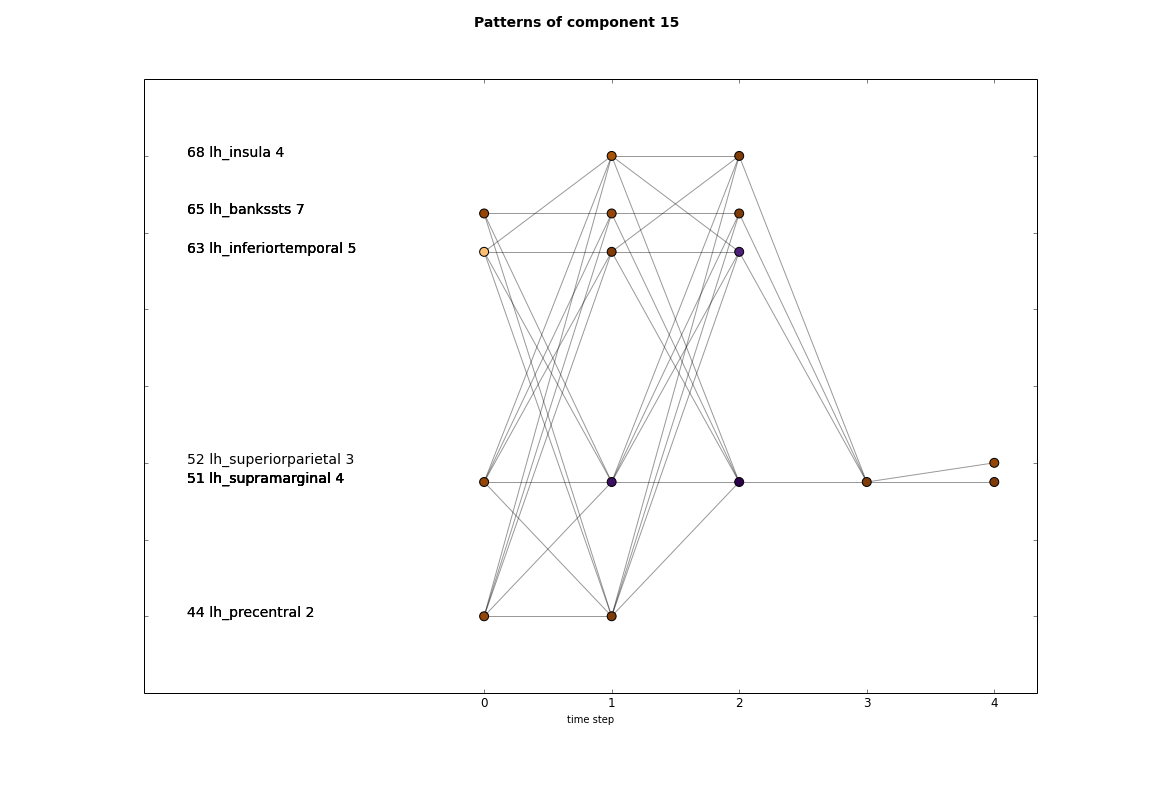 Patterns of component 15
68 lh_insula 4
65 lh_bankssts 7
63 lh_inferiortemporal 5
52 lh_superiorparietal 3
51 lh_supramarginal 4
44 lh_precentral 2
0 1 2 3 4
time step